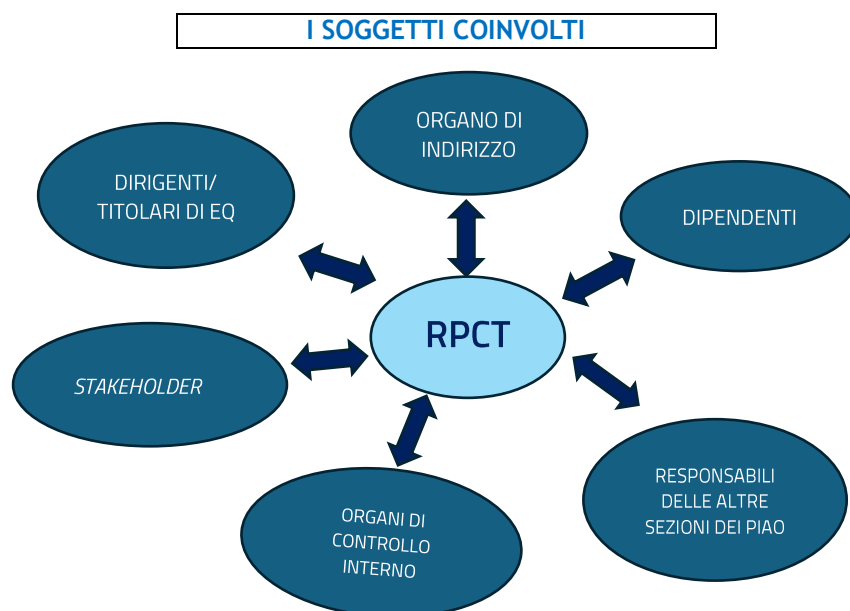 I SOGGETTI COINVOLTI
ORGANO DI
INDIRIZZO
DIRIGENTI/
TITOLARI DI EQ
DIPENDENTI
RPCT
STAKEHOLDER
RESPONSABILI
DELLE ALTRE
SEZIONI DEI PIAO
ORGANI DI
CONTROLLO
INTERNO